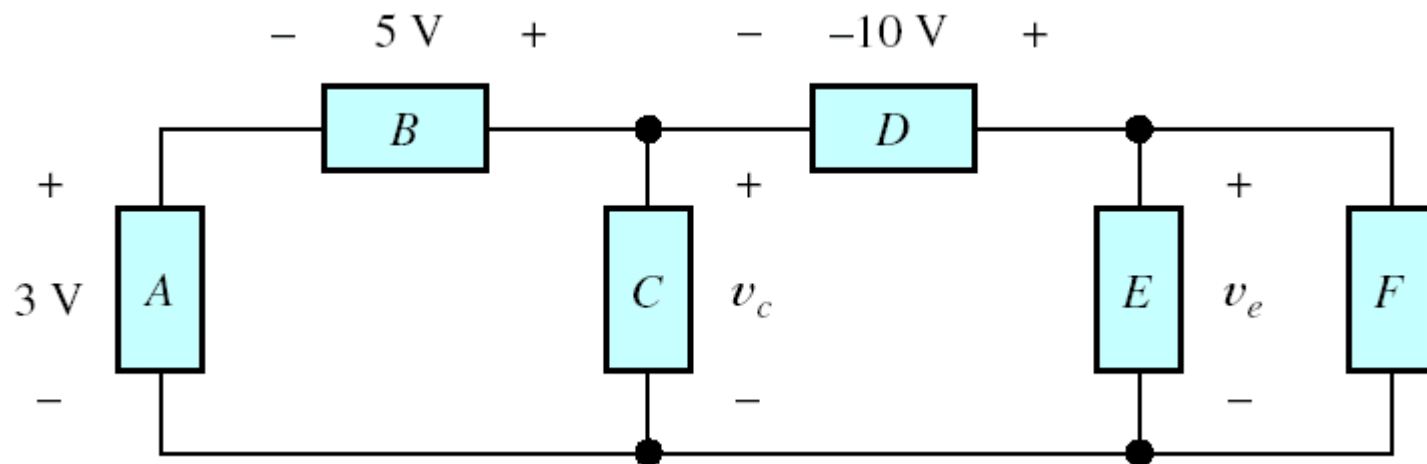 − 5 V + − −10 V +
B D
+ + +
3 V A C v_c E v_e F
− − −